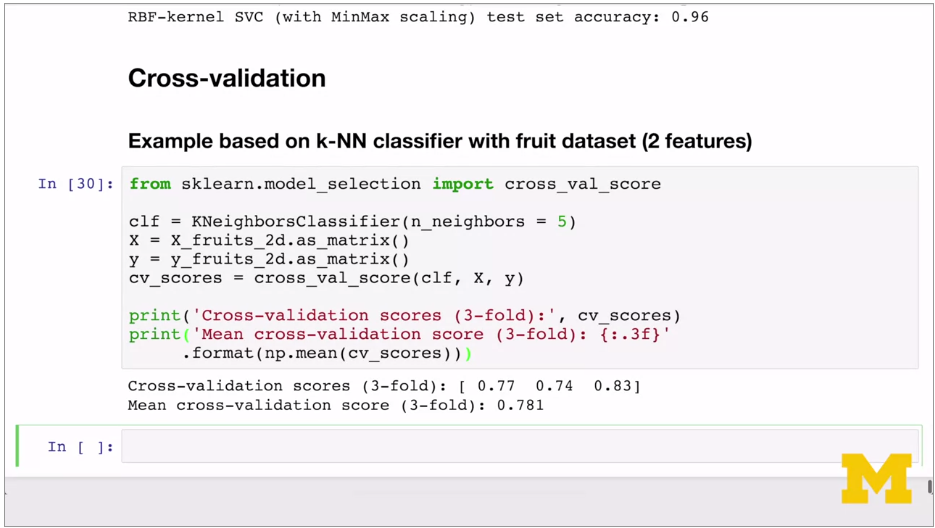 RBF-kernel SVC (with MinMax scaling) test set accuracy: 0.96
Cross-validation
Example based on k-NN classifier with fruit dataset (2 features)
In [30]: from sklearn.model_selection import cross_val_score
clf = KNeighborsClassifier(n_neighbors = 5)
X = X_fruits_2d.as_matrix()
y = y_fruits_2d.as_matrix()
cv_scores = cross_val_score(clf, X, y)
print('Cross-validation scores (3-fold):', cv_scores)
print('Mean cross-validation score (3-fold): {:.3f}'
.format(np.mean(cv_scores)))
Cross-validation scores (3-fold): [ 0.77  0.74  0.83]
Mean cross-validation score (3-fold): 0.781
In [ ]:
M